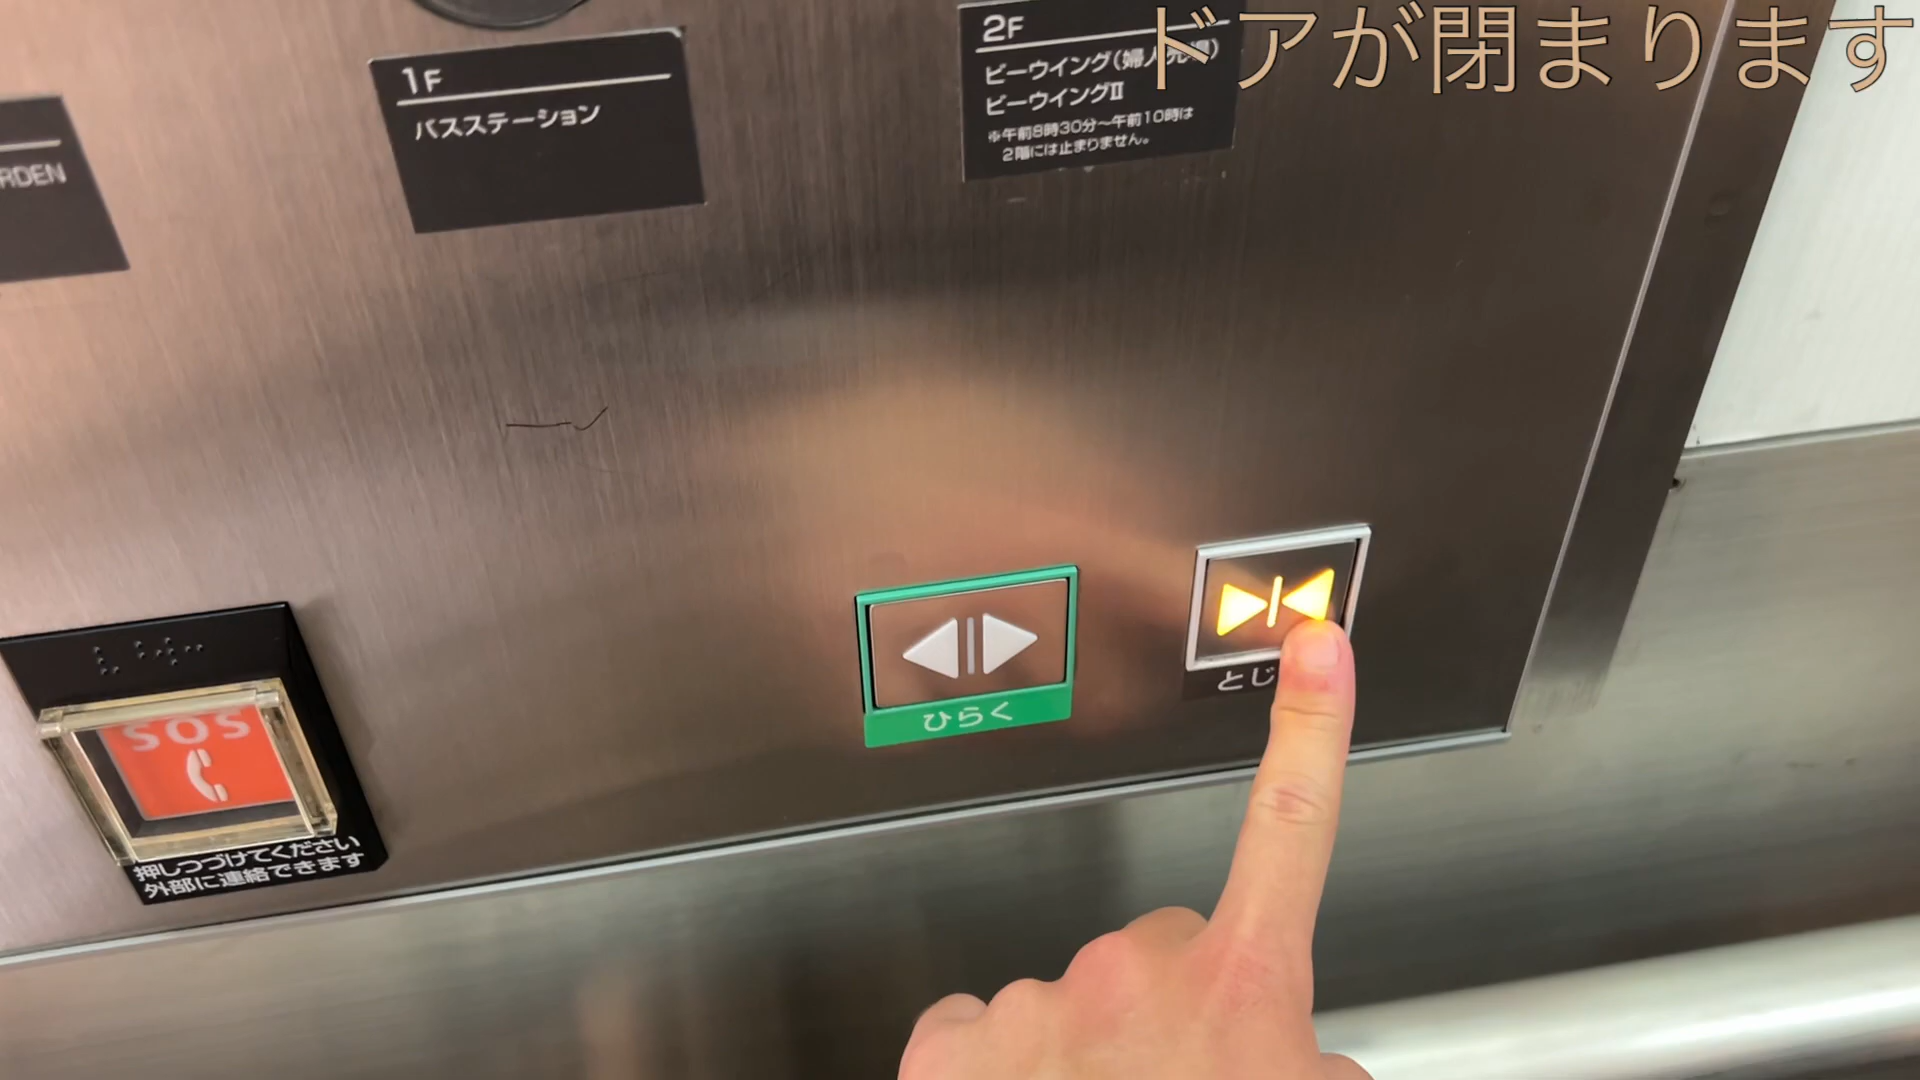 ドアが閉まります
2F
ビーウイング(婦人売場)
ビーウイングⅡ
※午前8時30分~午前10時は
2階には止まりません。
1F
バスステーション
RDEN
ひらく
とじ
SOS
押しつづけてください
外部に連絡できます